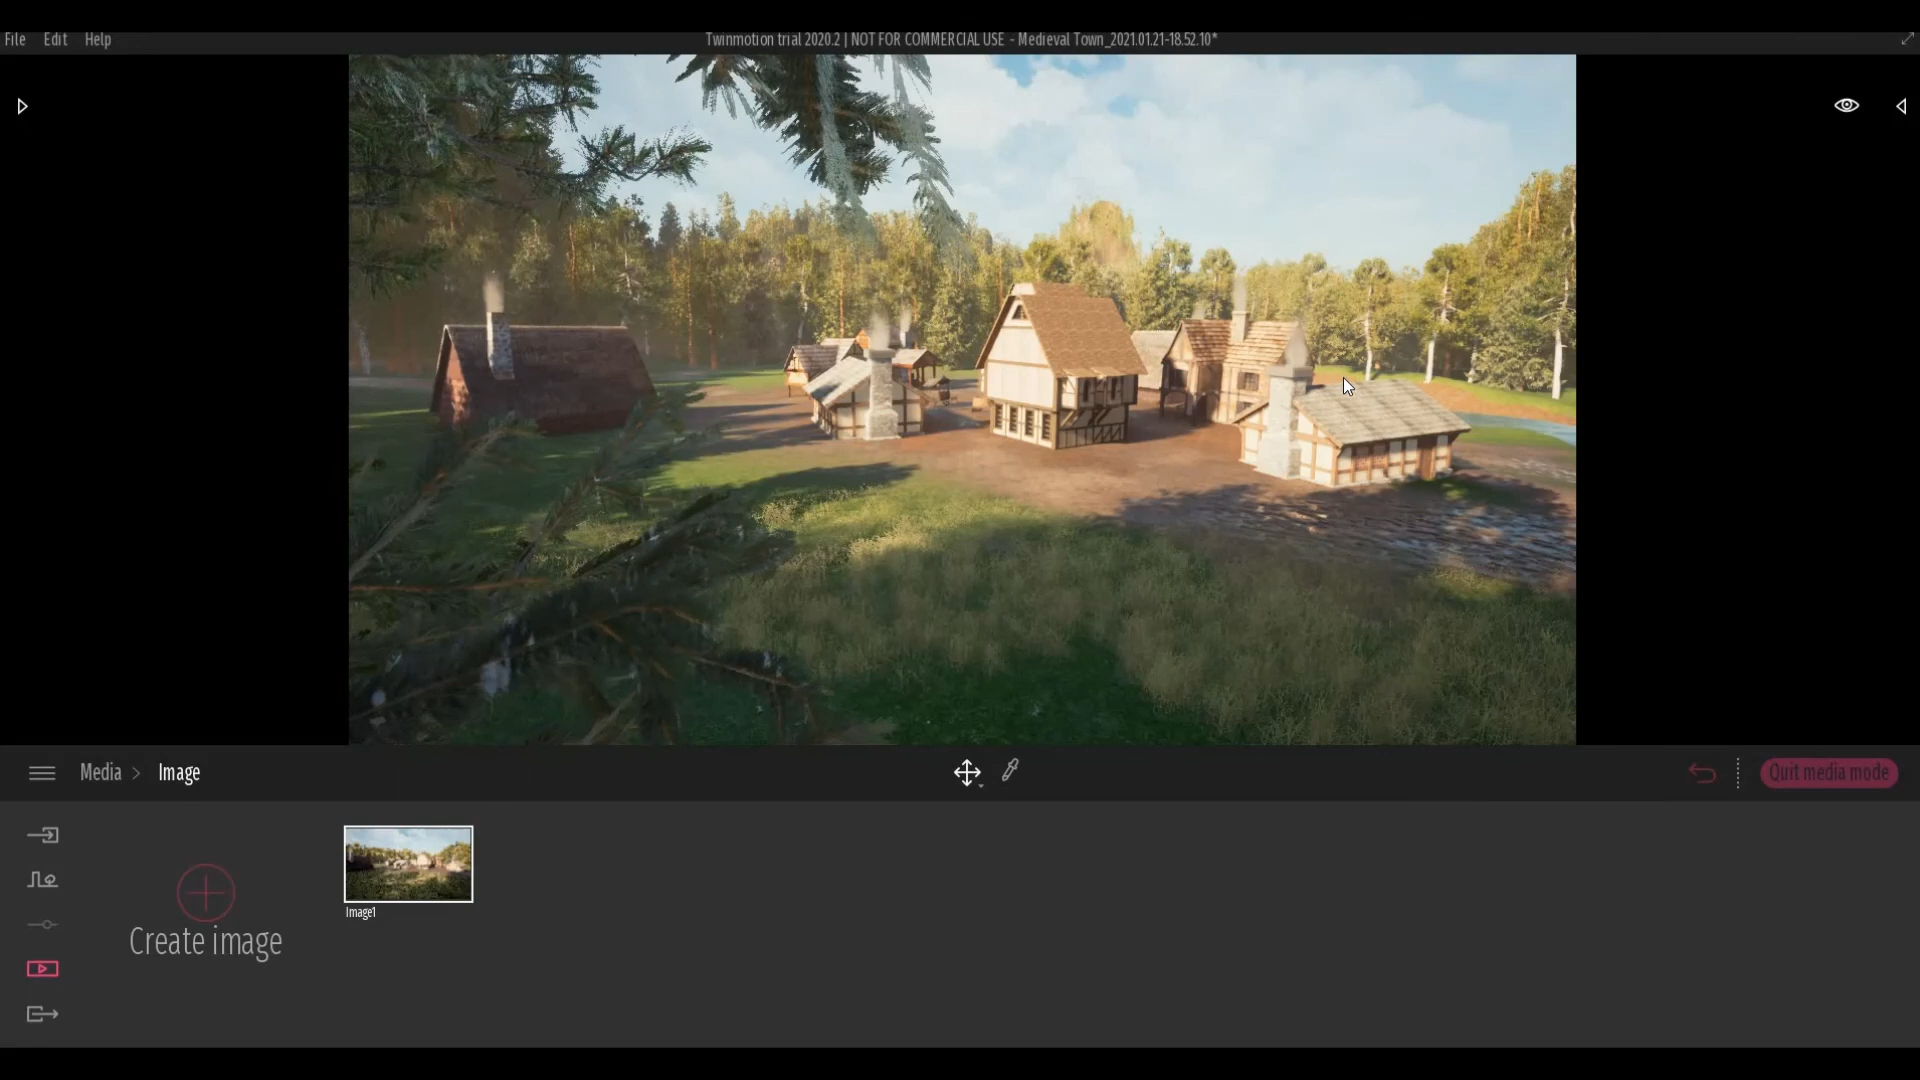 File Edit Help
Twinmotion trial 2020.2 | NOT FOR COMMERCIAL USE - Medieval Town_2021.01.21-18.52.10*
Media > Image
Quit media mode
Create image
Image1